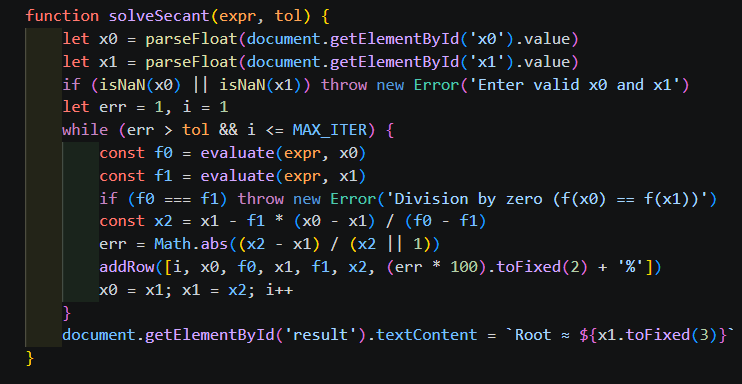 function solveSecant(expr, tol) {
    let x0 = parseFloat(document.getElementById('x0').value)
    let x1 = parseFloat(document.getElementById('x1').value)
    if (isNaN(x0) || isNaN(x1)) throw new Error('Enter valid x0 and x1')
    let err = 1, i = 1
    while (err > tol && i <= MAX_ITER) {
        const f0 = evaluate(expr, x0)
        const f1 = evaluate(expr, x1)
        if (f0 === f1) throw new Error('Division by zero (f(x0) == f(x1))')
        const x2 = x1 - f1 * (x0 - x1) / (f0 - f1)
        err = Math.abs((x2 - x1) / (x2 || 1))
        addRow([i, x0, f0, x1, f1, x2, (err * 100).toFixed(2) + '%'])
        x0 = x1; x1 = x2; i++
    }
    document.getElementById('result').textContent = `Root ≈ ${x1.toFixed(3)}`
}